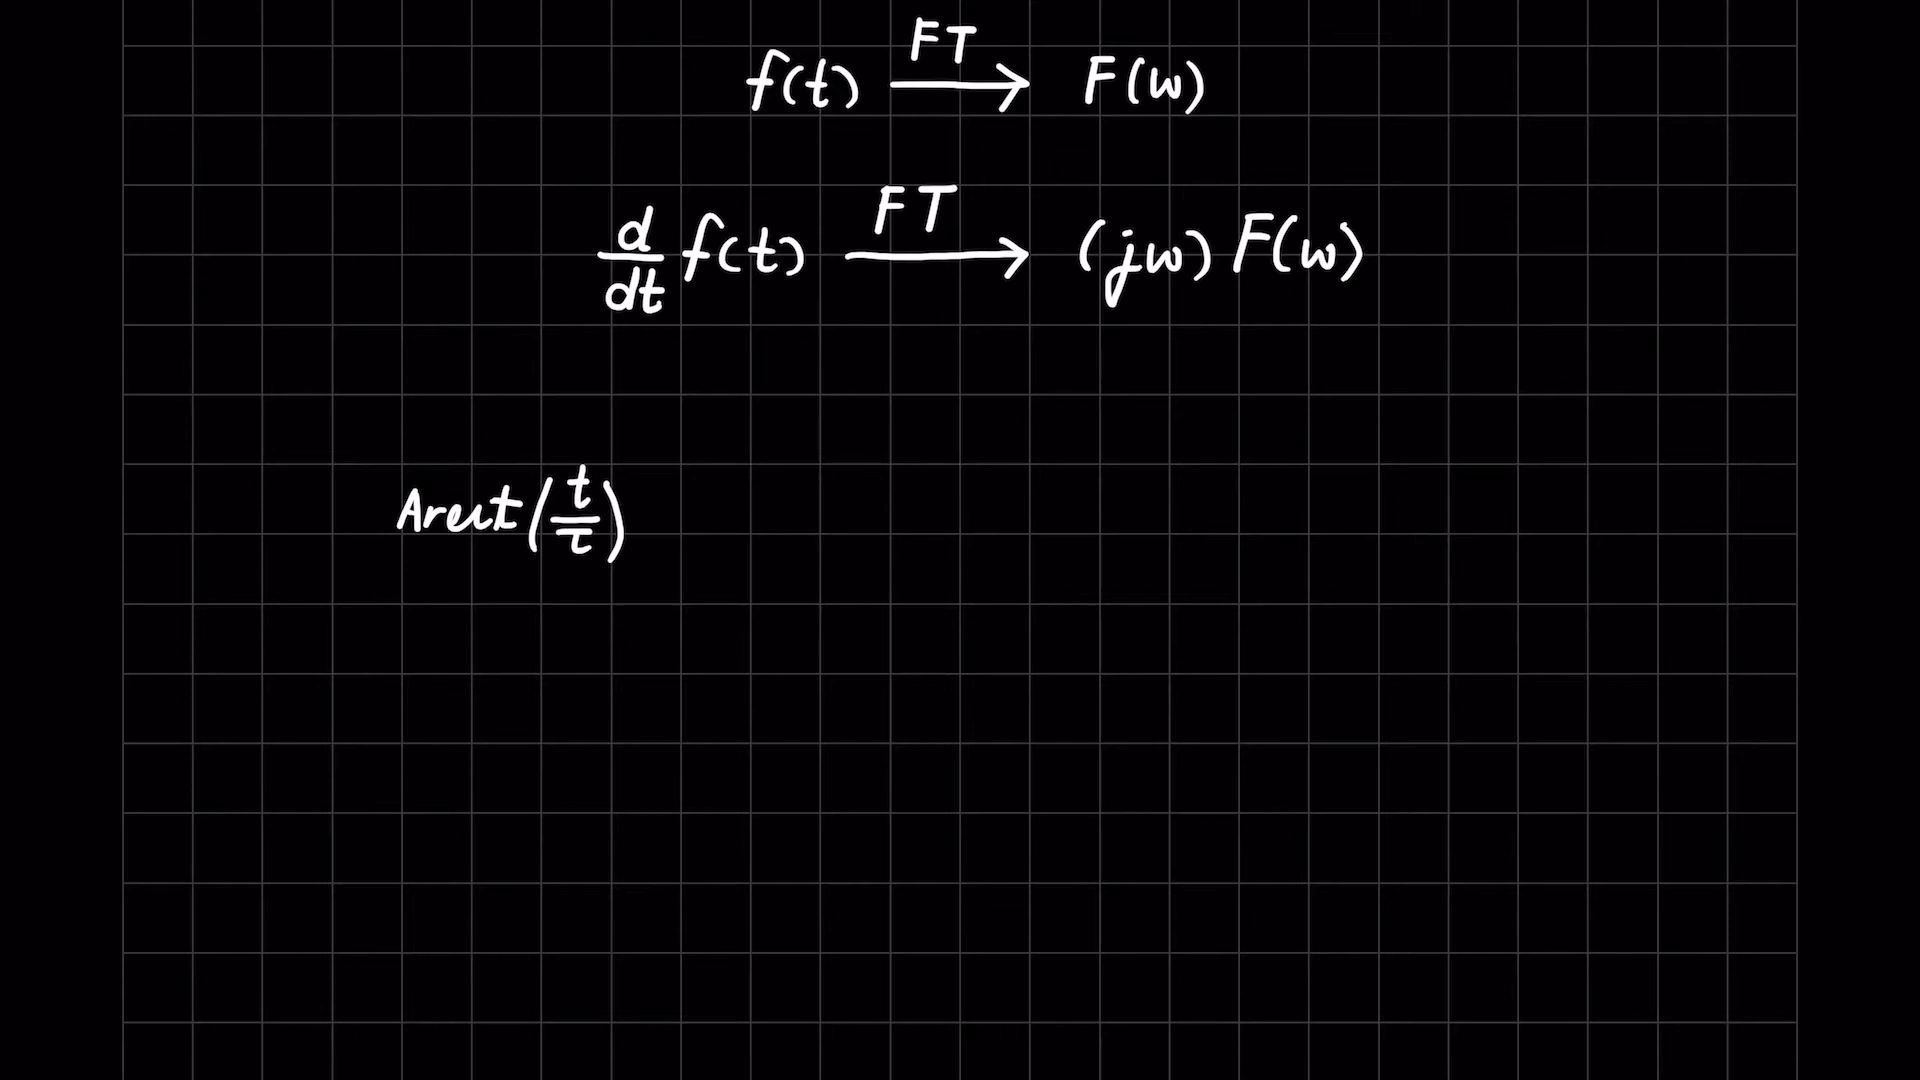 f(t) FT→ F(w)
d/dt f(t) FT→ (jw) F(w)
Arect(t/τ)